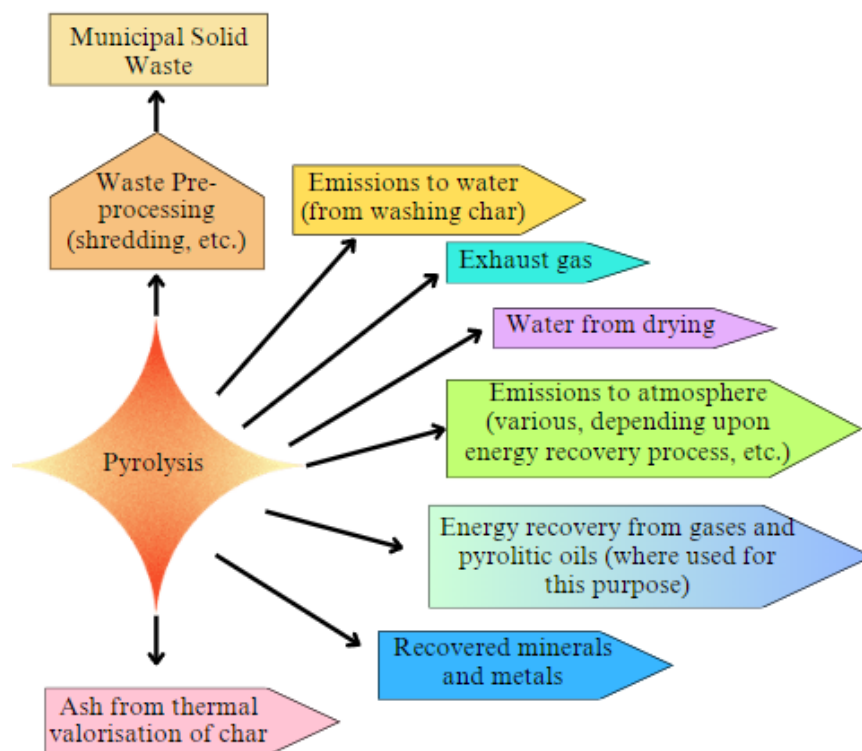 Municipal Solid
Waste
Waste Pre-
processing
(shredding, etc.)
Emissions to water
(from washing char)
Exhaust gas
Water from drying
Emissions to atmosphere
(various, depending upon
energy recovery process, etc.)
Pyrolysis
Energy recovery from gases and
pyrolitic oils (where used for
this purpose)
Recovered minerals
and metals
Ash from thermal
valorisation of char